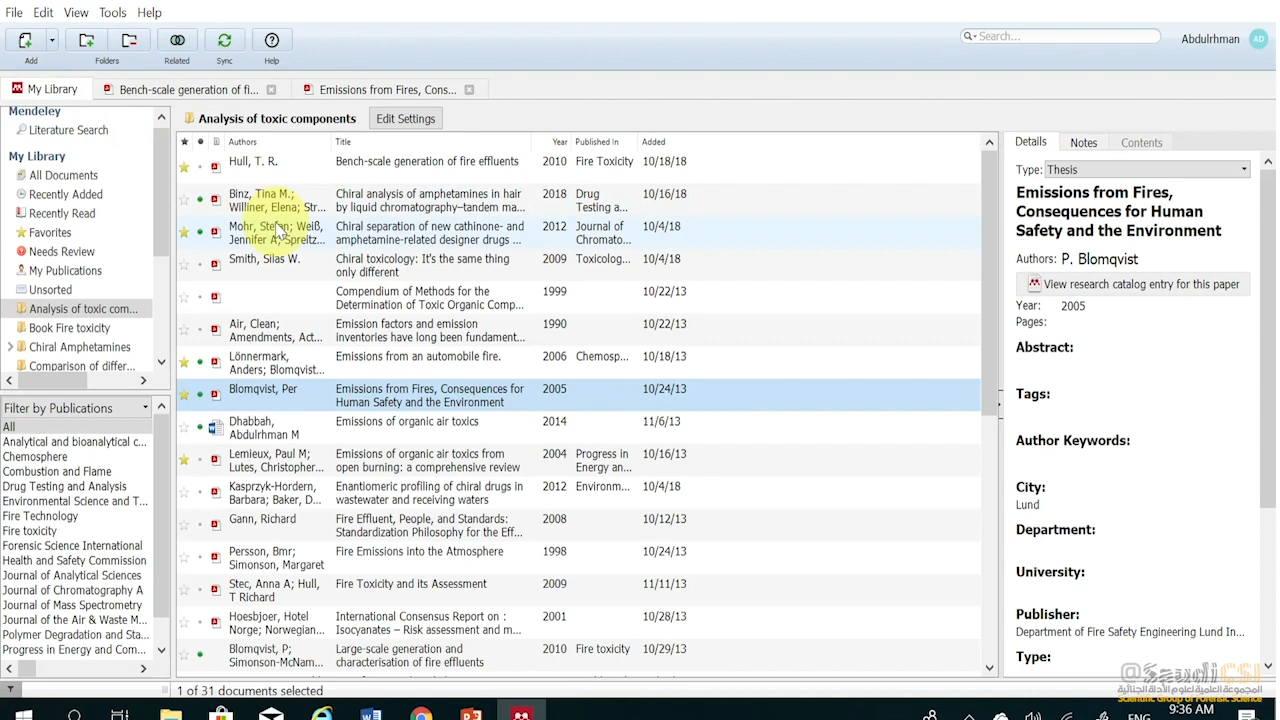 File Edit View Tools Help
Search...
Abdulrhman AD
Add Folders Related Sync Help
My Library Bench-scale generation of fi... Emissions from Fires, Cons...
Mendeley
Literature Search
My Library
All Documents
Recently Added
Recently Read
Favorites
Needs Review
My Publications
Unsorted
Analysis of toxic com...
Book Fire toxicity
Chiral Amphetamines
Comparison of differ...
Filter by Publications
All
Analytical and bioanalytical c...
Chemosphere
Combustion and Flame
Drug Testing and Analysis
Environmental Science and T...
Fire Technology
Fire toxicity
Forensic Science International
Health and Safety Commission
Journal of Analytical Sciences
Journal of Chromatography A
Journal of Mass Spectrometry
Journal of the Air & Waste M...
Polymer Degradation and Sta...
Progress in Energy and Com...
Analysis of toxic components Edit Settings
Authors Title Year Published In Added
Hull, T. R. Bench-scale generation of fire effluents 2010 Fire Toxicity 10/18/18
Binz, Tina M.; Chiral analysis of amphetamines in hair 2018 Drug 10/16/18
Williner, Elena; Str... by liquid chromatography–tandem ma... Testing a...
Mohr, Stefan; Weiß, Chiral separation of new cathinone- and 2012 Journal of 10/4/18
Jennifer A; Spreitz... amphetamine-related designer drugs ... Chromato...
Smith, Silas W. Chiral toxicology: It's the same thing 2009 Toxicolog... 10/4/18
only different
Compendium of Methods for the 1999 10/22/13
Determination of Toxic Organic Comp...
Air, Clean; Emission factors and emission 1990 10/22/13
Amendments, Act... inventories have long been fundament...
Lönnermark, Emissions from an automobile fire. 2006 Chemosp... 10/18/13
Anders; Blomqvist...
Blomqvist, Per Emissions from Fires, Consequences for 2005 10/24/13
Human Safety and the Environment
Dhabbah, Emissions of organic air toxics 2014 11/6/13
Abdulrhman M
Lemieux, Paul M; Emissions of organic air toxics from 2004 Progress in 10/16/13
Lutes, Christopher... open burning: a comprehensive review Energy an...
Kasprzyk-Hordern, Enantiomeric profiling of chiral drugs in 2012 Environm... 10/4/18
Barbara; Baker, D... wastewater and receiving waters
Gann, Richard Fire Effluent, People, and Standards: 2008 10/12/13
Standardization Philosophy for the Eff...
Persson, Bmr; Fire Emissions into the Atmosphere 1998 10/24/13
Simonson, Margaret
Stec, Anna A; Hull, Fire Toxicity and its Assessment 2009 11/11/13
T Richard
Hoesbjoer, Hotel International Consensus Report on : 2001 10/28/13
Norge; Norwegian... Isocyanates – Risk assessment and m...
Blomqvist, P; Large-scale generation and 2010 Fire toxicity 10/29/13
Simonson-McNam... characterisation of fire effluents
1 of 31 documents selected
Details Notes Contents
Type: Thesis
Emissions from Fires,
Consequences for Human
Safety and the Environment
Authors: P. Blomqvist
View research catalog entry for this paper
Year: 2005
Pages:
Abstract:
Tags:
Author Keywords:
City:
Lund
Department:
University:
Publisher:
Department of Fire Safety Engineering Lund In...
Type:
@SaudiCSI
المجموعة العلمية لعلوم الأدلة الجنائية
Scientific Group of Forensic Science
ENG 9:36 AM